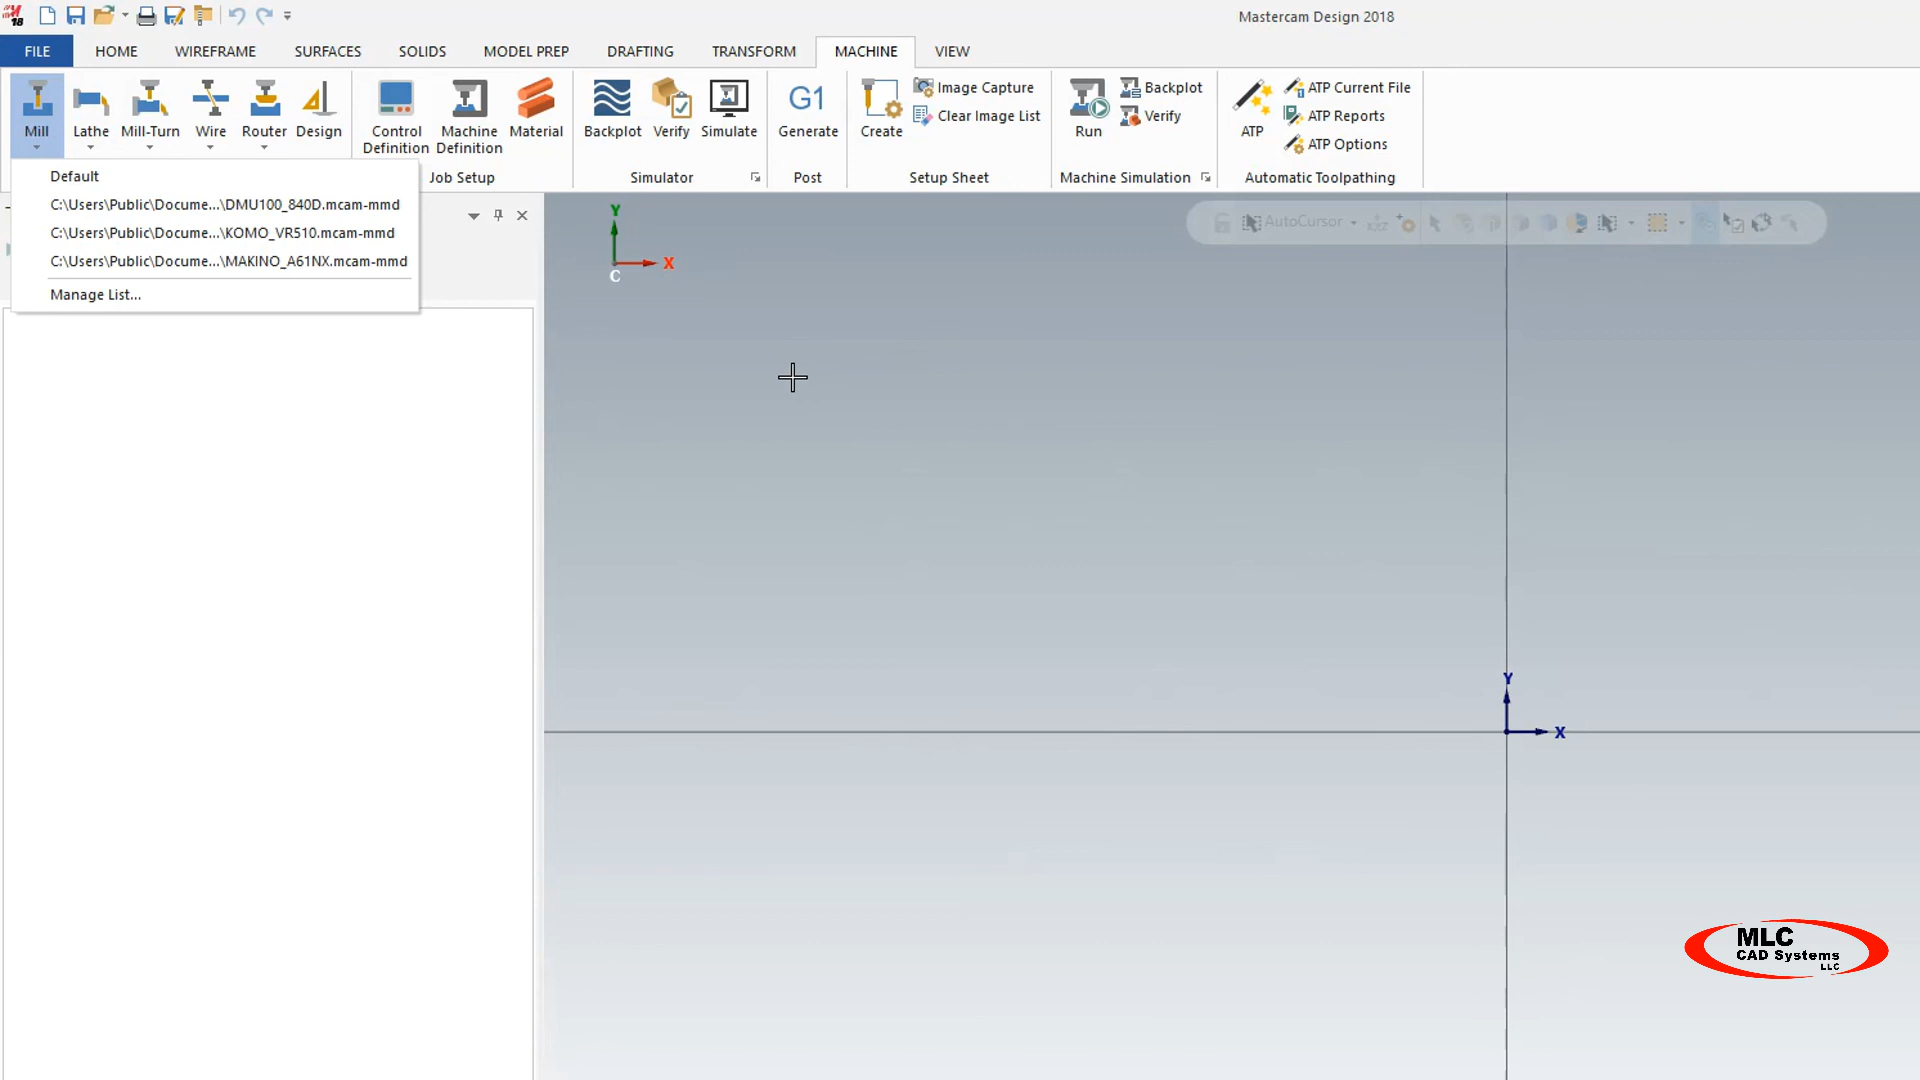 18
Mastercam Design 2018
FILE HOME WIREFRAME SURFACES SOLIDS MODEL PREP DRAFTING TRANSFORM MACHINE VIEW
Mill Lathe Mill-Turn Wire Router Design
Control Definition Machine Definition Material
Job Setup
Backplot Verify Simulate
Simulator
G1
Generate
Post
Create
Image Capture
Clear Image List
Setup Sheet
Run
Backplot
Verify
Machine Simulation
ATP
ATP Current File
ATP Reports
ATP Options
Automatic Toolpathing
Default
C:\Users\Public\Docume...\DMU100_840D.mcam-mmd
C:\Users\Public\Docume...\KOMO_VR510.mcam-mmd
C:\Users\Public\Docume...\MAKINO_A61NX.mcam-mmd
Manage List...
AutoCursor
Y
X
C
Y
X
MLC
CAD Systems
LLC